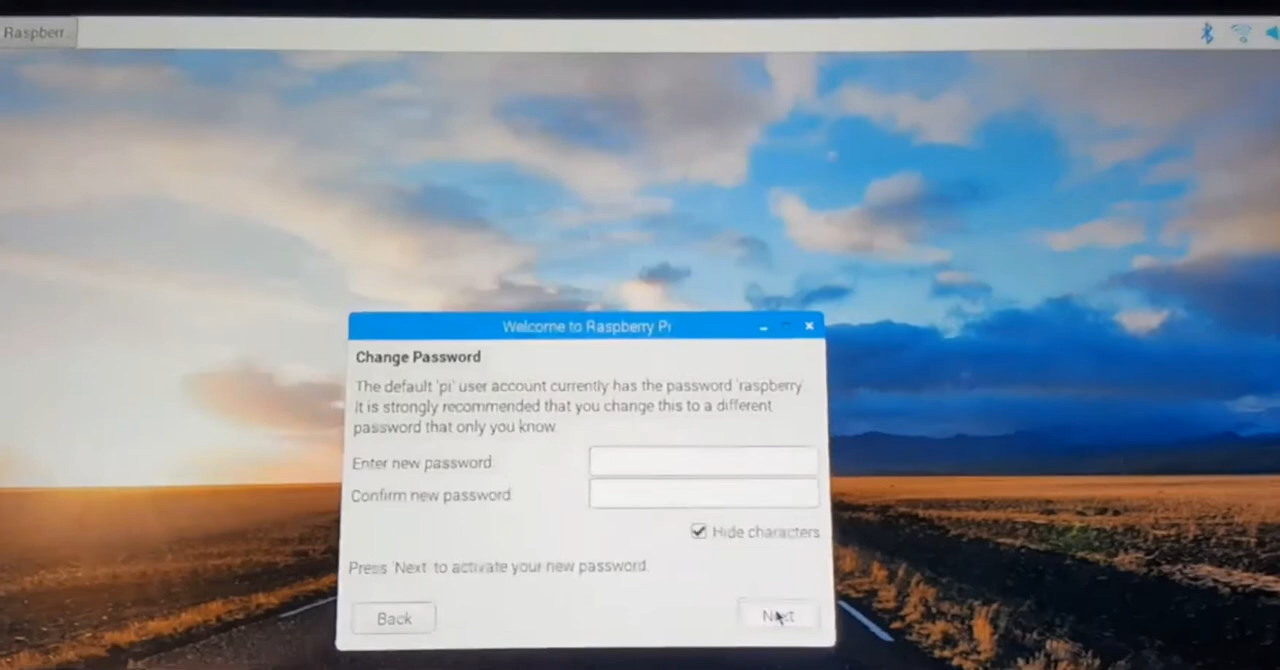 Raspberr...
Welcome to Raspberry Pi
Change Password
The default 'pi' user account currently has the password 'raspberry'
It is strongly recommended that you change this to a different
password that only you know.
Enter new password
Confirm new password
Hide characters
Press 'Next' to activate your new password.
Back
Next